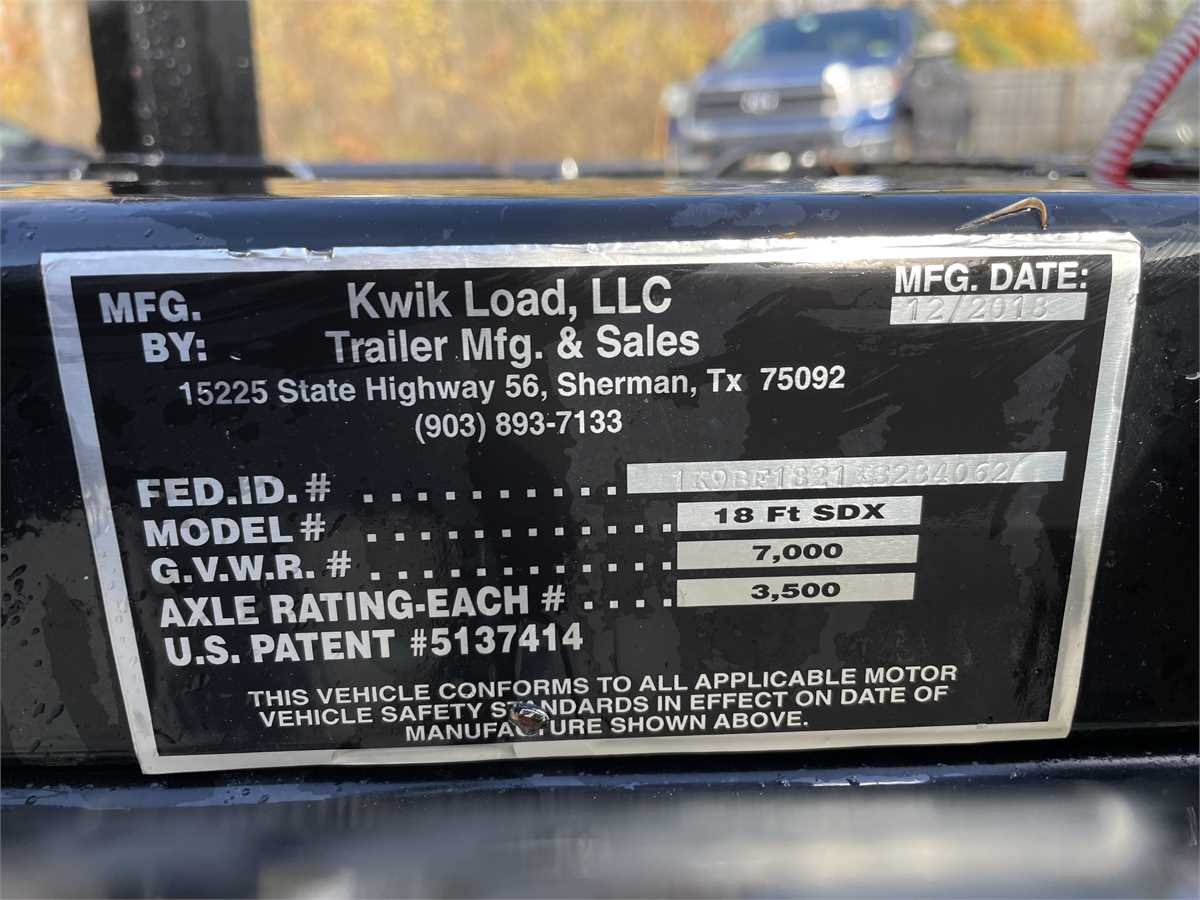 MFG. BY:
Kwik Load, LLC
Trailer Mfg. & Sales
15225 State Highway 56, Sherman, Tx 75092
(903) 893-7133
MFG. DATE:
12/2018
FED.ID.# . . . . . . . . . . 1K9BF1821KS234062
MODEL # . . . . . . . . . . . . 18 Ft SDX
G.V.W.R. # . . . . . . . . . . . . 7,000
AXLE RATING-EACH # . . . . 3,500
U.S. PATENT #5137414
THIS VEHICLE CONFORMS TO ALL APPLICABLE MOTOR
VEHICLE SAFETY STANDARDS IN EFFECT ON DATE OF
MANUFACTURE SHOWN ABOVE.